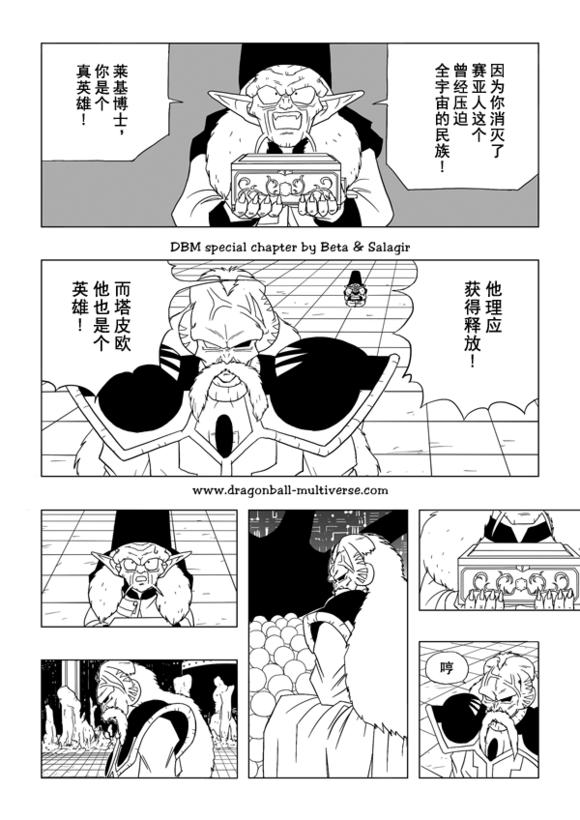 因为你消灭了
赛亚人这个
曾经压迫
全宇宙的民族！
莱基博士，
你是个
真英雄！
DBM special chapter by Beta & Salagir
他理应
获得释放！
而塔皮欧
他也是个
英雄！
www.dragonball-multiverse.com
哼